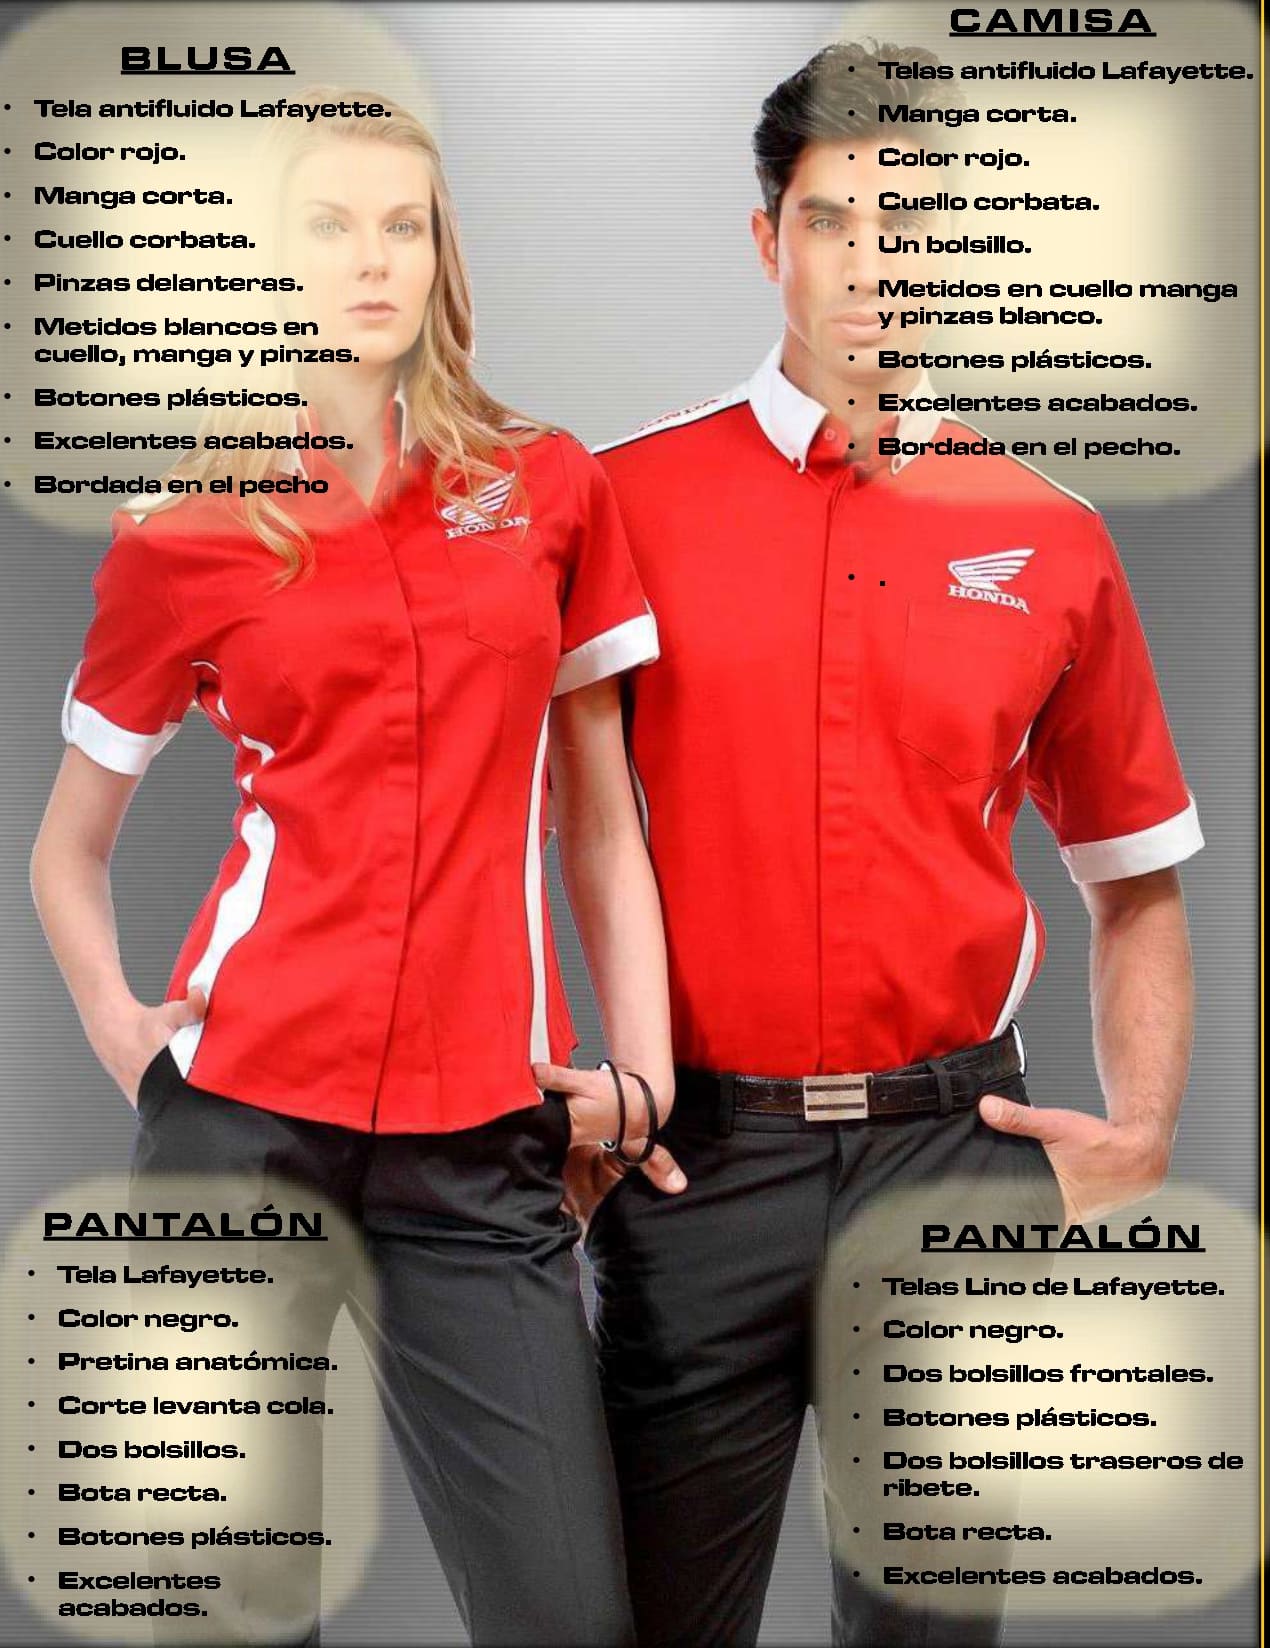 BLUSA
• Tela antifluido Lafayette.
• Color rojo.
• Manga corta.
• Cuello corbata.
• Pinzas delanteras.
• Metidos blancos en
cuello, manga y pinzas.
• Botones plásticos.
• Excelentes acabados.
• Bordada en el pecho
CAMISA
• Telas antifluido Lafayette.
• Manga corta.
• Color rojo.
• Cuello corbata.
• Un bolsillo.
• Metidos en cuello manga
y pinzas blanco.
• Botones plásticos.
• Excelentes acabados.
• Bordada en el pecho.
• .
HONDA
HONDA
HONDA
PANTALÓN
• Tela Lafayette.
• Color negro.
• Pretina anatómica.
• Corte levanta cola.
• Dos bolsillos.
• Bota recta.
• Botones plásticos.
• Excelentes
acabados.
PANTALÓN
• Telas Lino de Lafayette.
• Color negro.
• Dos bolsillos frontales.
• Botones plásticos.
• Dos bolsillos traseros de
ribete.
• Bota recta.
• Excelentes acabados.